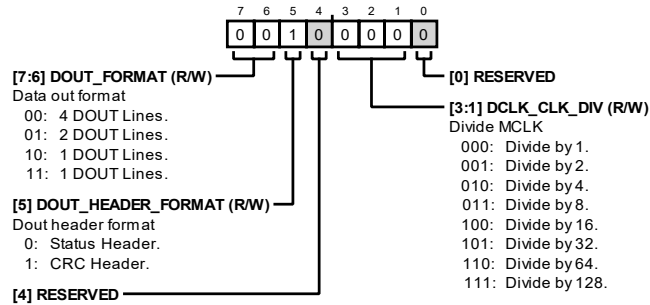 7 6 5 4 3 2 1 0
0 0 1 0 0 0 0 0
[7:6] DOUT_FORMAT (R/W)
Data out format
00: 4 DOUT Lines.
01: 2 DOUT Lines.
10: 1 DOUT Lines.
11: 1 DOUT Lines.
[5] DOUT_HEADER_FORMAT (R/W)
Dout header format
0: Status Header.
1: CRC Header.
[4] RESERVED
[0] RESERVED
[3:1] DCLK_CLK_DIV (R/W)
Divide MCLK
000: Divide by 1.
001: Divide by 2.
010: Divide by 4.
011: Divide by 8.
100: Divide by 16.
101: Divide by 32.
110: Divide by 64.
111: Divide by 128.